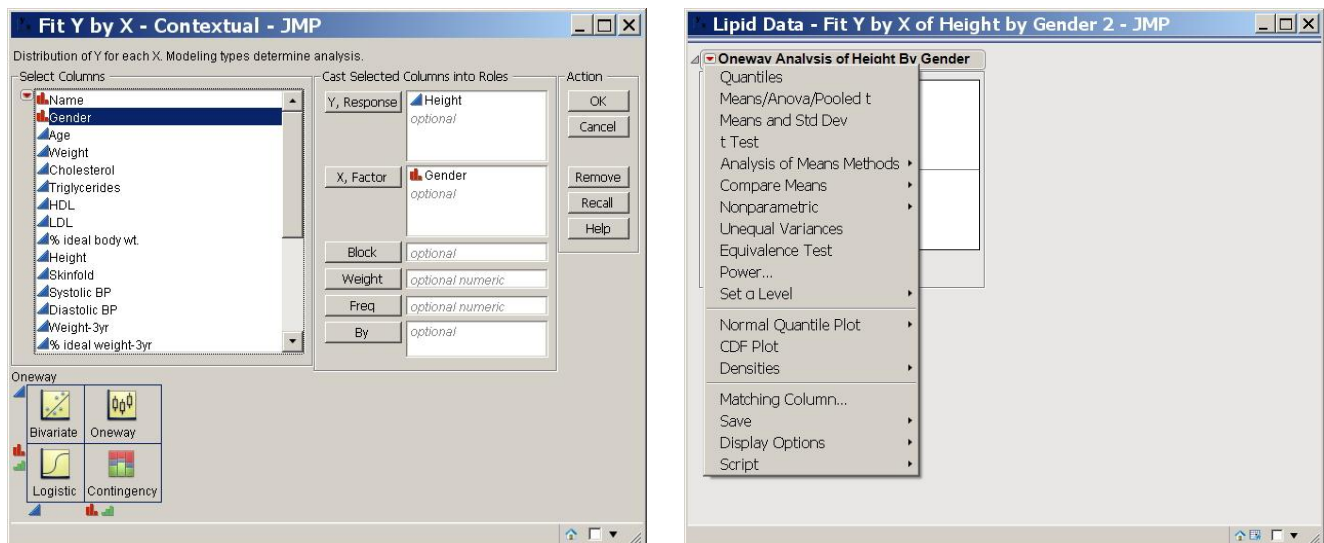 Fit Y by X - Contextual - JMP
Distribution of Y for each X. Modeling types determine analysis.
Select Columns
Name
Gender
Age
Weight
Cholesterol
Triglycerides
HDL
LDL
% ideal body wt.
Height
Skinfold
Systolic BP
Diastolic BP
Weight-3yr
% ideal weight-3yr
Cast Selected Columns into Roles
Y, Response
Height
optional
X, Factor
Gender
optional
Block
optional
Weight
optional numeric
Freq
optional numeric
By
optional
Action
OK
Cancel
Remove
Recall
Help
Oneway
Bivariate
Oneway
Logistic
Contingency
Lipid Data - Fit Y by X of Height by Gender 2 - JMP
Oneway Analysis of Height By Gender
Quantiles
Means/Anova/Pooled t
Means and Std Dev
t Test
Analysis of Means Methods
Compare Means
Nonparametric
Unequal Variances
Equivalence Test
Power...
Set α Level
Normal Quantile Plot
CDF Plot
Densities
Matching Column...
Save
Display Options
Script